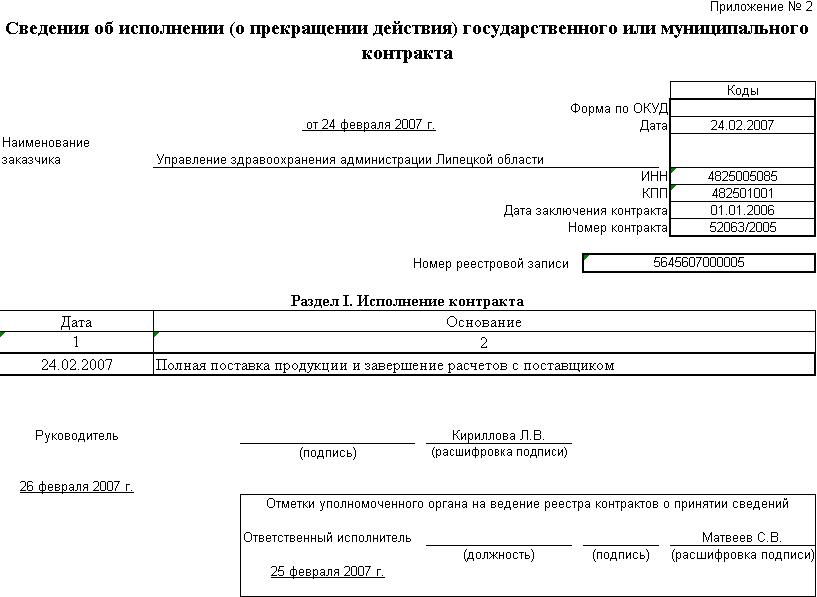 Приложение № 2
Сведения об исполнении (о прекращении действия) государственного или муниципального
контракта
Коды
Форма по ОКУД
от 24 февраля 2007 г.
Дата 24.02.2007
Наименование
заказчика
Управление здравоохранения администрации Липецкой области
ИНН 4825005085
КПП 482501001
Дата заключения контракта 01.01.2006
Номер контракта 52063/2005
Номер реестровой записи 5645607000005
Раздел I. Исполнение контракта
Дата Основание
1 2
24.02.2007 Полная поставка продукции и завершение расчетов с поставщиком
Руководитель Кириллова Л.В.
(подпись) (расшифровка подписи)
26 февраля 2007 г.
Отметки уполномоченного органа на ведение реестра контрактов о принятии сведений
Ответственный исполнитель Матвеев С.В.
(должность) (подпись) (расшифровка подписи)
25 февраля 2007 г.